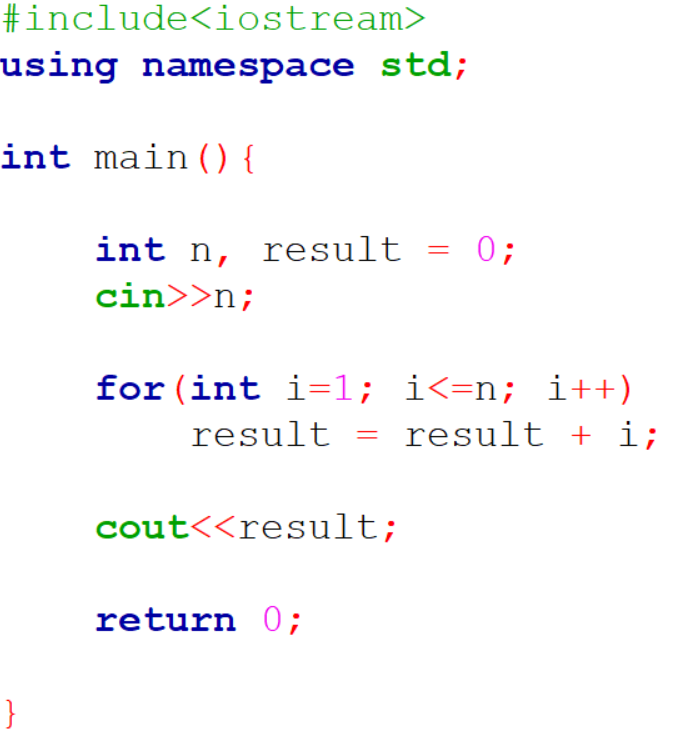 #include<iostream>
using namespace std;
int main(){
int n, result = 0;
cin>>n;
for(int i=1; i<=n; i++)
result = result + i;
cout<<result;
return 0;
}